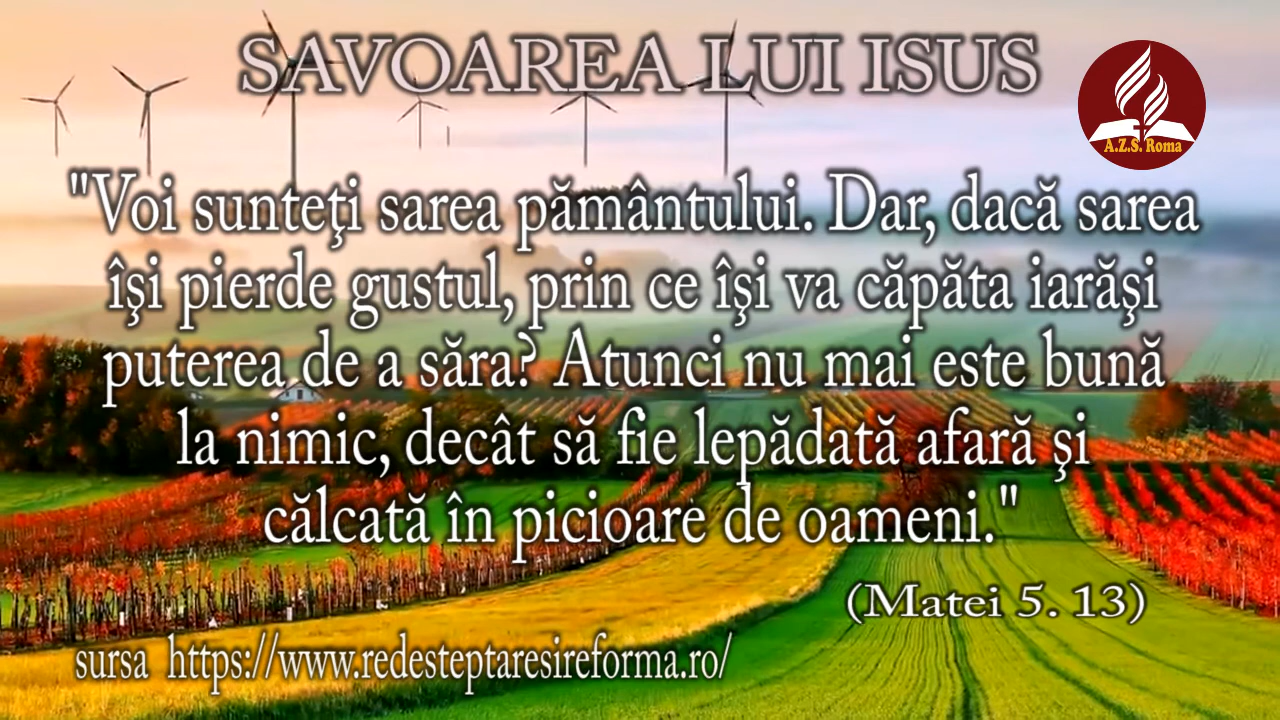 SAVOAREA LUI ISUS
A.Z.S. Roma
"Voi sunteţi sarea pământului. Dar, dacă sarea
îşi pierde gustul, prin ce îşi va căpăta iarăşi
puterea de a săra? Atunci nu mai este bună
la nimic, decât să fie lepădată afară şi
călcată în picioare de oameni."
(Matei 5. 13)
sursa https://www.redesteptaresireforma.ro/